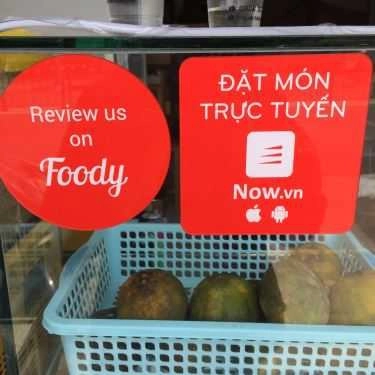 Review us
on
Foody
ĐẶT MÓN
TRỰC TUYẾN
Now.vn